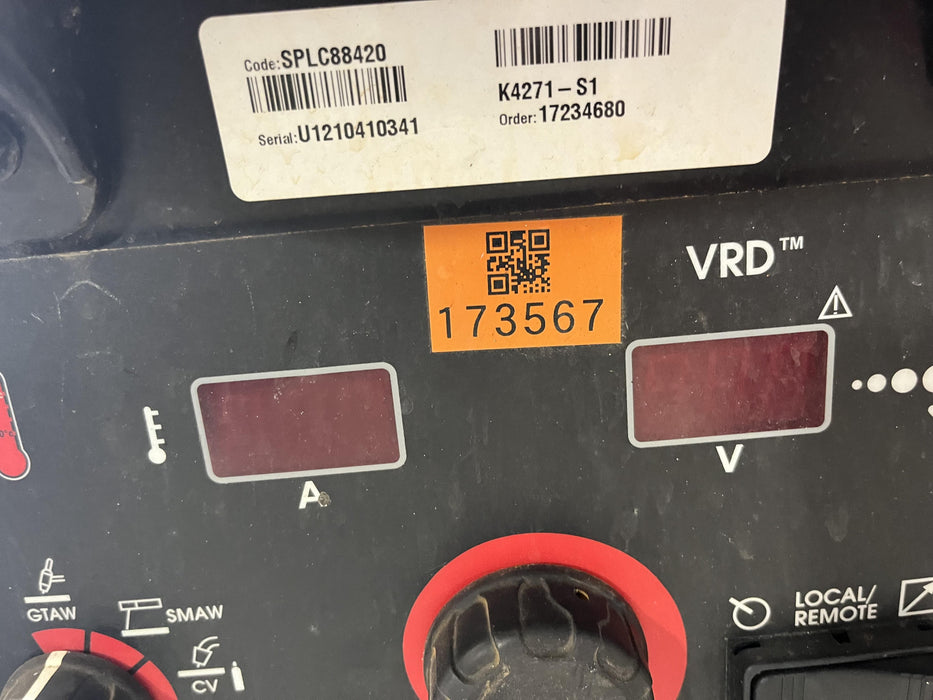 Code:SPLC88420
Serial:U1210410341
K4271-S1
Order:17234680
173567
VRD™
A
V
GTAW
SMAW
CV
LOCAL/
REMOTE